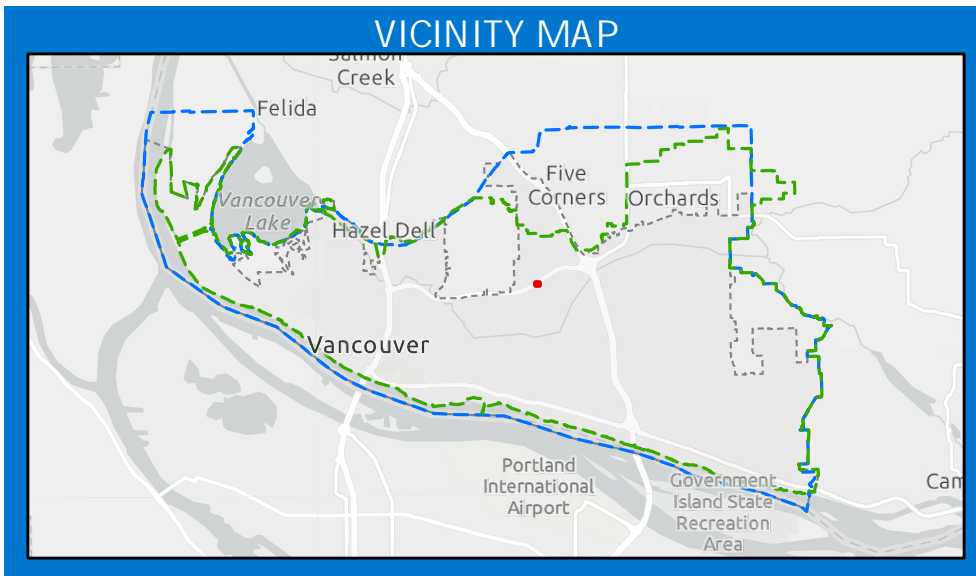 VICINITY MAP
Salmon
Creek
Felida
Five
Corners
Orchards
Vancouver
Lake
Hazel Dell
Vancouver
Portland
International
Airport
Government
Island State
Recreation
Area
Cam